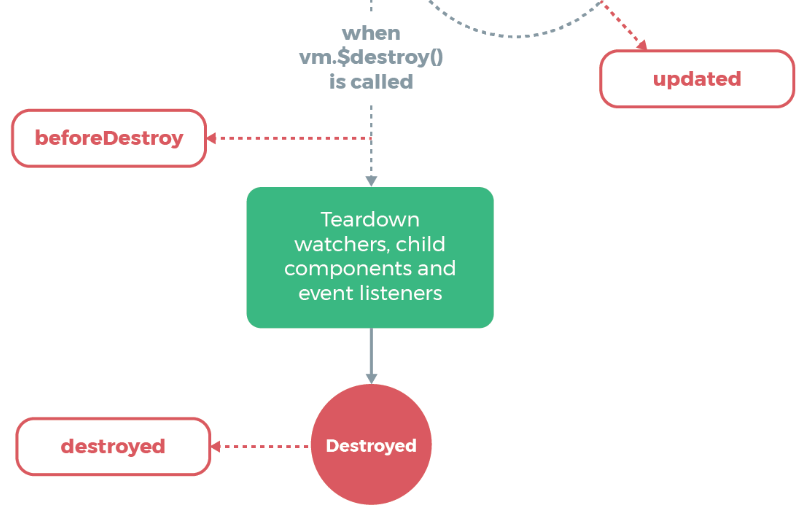 when
vm.$destroy()
is called
updated
beforeDestroy
Teardown
watchers, child
components and
event listeners
destroyed
Destroyed